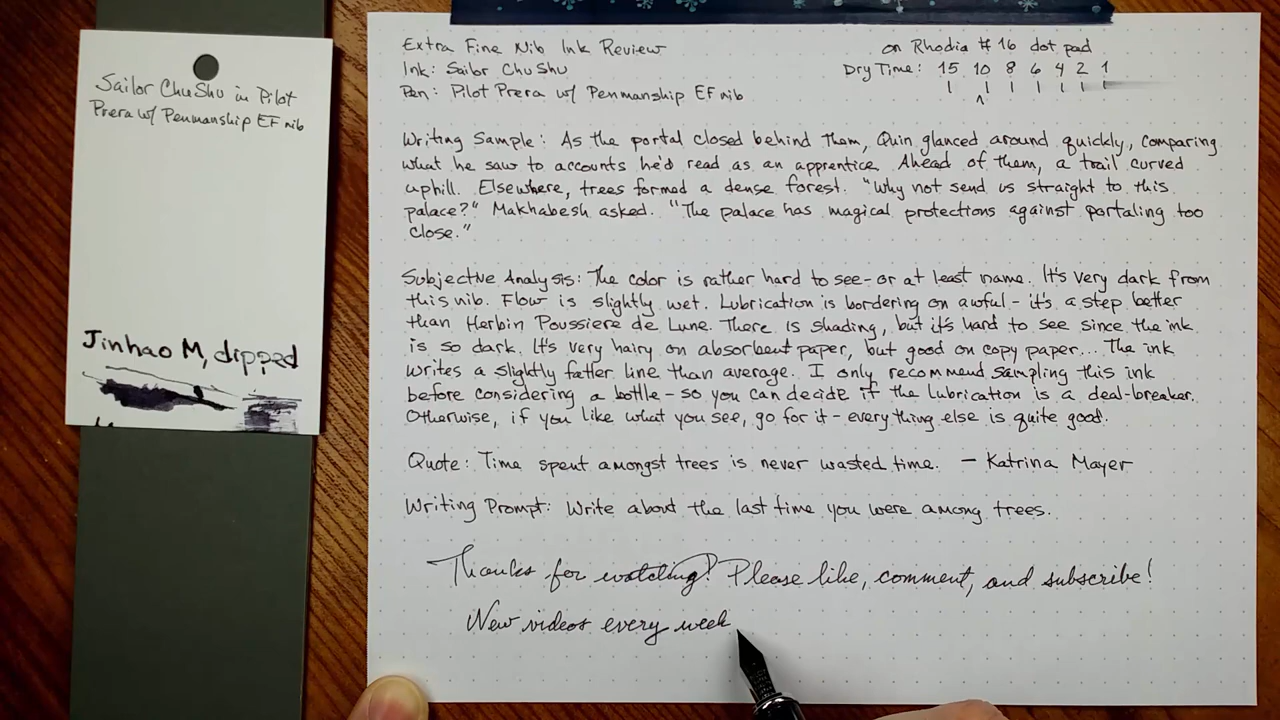 Sailor Chu Shu in Pilot
Prera w/ Penmanship EF nib
Jinhao M, dipped
Extra Fine Nib Ink Review
Ink: Sailor Chu Shu
Pen: Pilot Prera w/ Penmanship EF nib
on Rhodia #16 dot pad
Dry Time: 15 10 8 6 4 2 1
Writing Sample: As the portal closed behind them, Quin glanced around quickly, comparing
what he saw to accounts he'd read as an apprentice. Ahead of them, a trail curved
uphill. Elsewhere, trees formed a dense forest. "Why not send us straight to this
palace?" Makhabesh asked. "The palace has magical protections against portaling too
close."
Subjective Analysis: The color is rather hard to see - or at least name. It's very dark from
this nib. Flow is slightly wet. Lubrication is bordering on awful - it's a step better
than Herbin Poussiere de Lune. There is shading, but it's hard to see since the ink
is so dark. It's very hairy on absorbent paper, but good on copy paper... The ink
writes a slightly fatter line than average. I only recommend sampling this ink
before considering a bottle - so you can decide if the lubrication is a deal-breaker.
Otherwise, if you like what you see, go for it - everything else is quite good.
Quote: Time spent amongst trees is never wasted time. — Katrina Mayer
Writing Prompt: Write about the last time you were among trees.
Thanks for watching! Please like, comment, and subscribe!
New videos every week